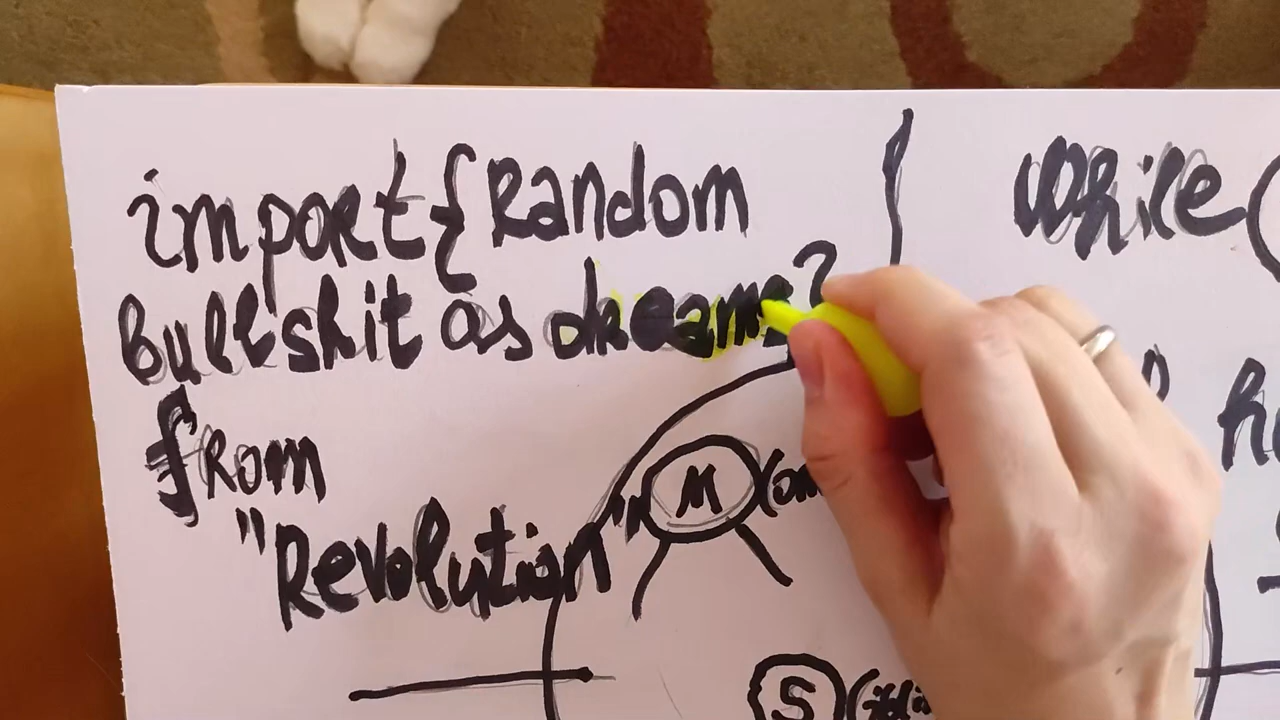 import { Random
Bullshit as dreams?
from
"Revolution"
M
S
while (